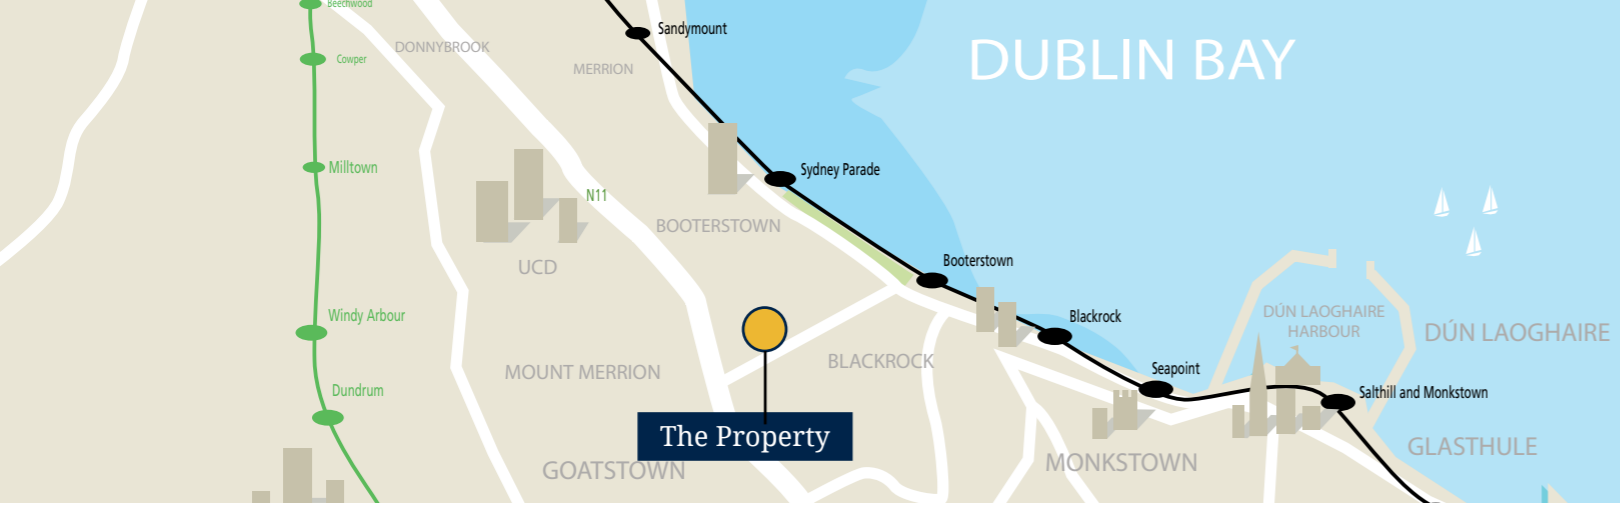 Beechwood
Sandymount
DONNYBROOK
Cowper
DUBLIN BAY
MERRION
Milltown
Sydney Parade
N11
BOOTERSTOWN
UCD
Booterstown
Windy Arbour
Blackrock
DÚN LAOGHAIRE
HARBOUR
DÚN LAOGHAIRE
BLACKROCK
MOUNT MERRION
Seapoint
Dundrum
Salthill and Monkstown
The Property
GLASTHULE
GOATSTOWN
MONKSTOWN